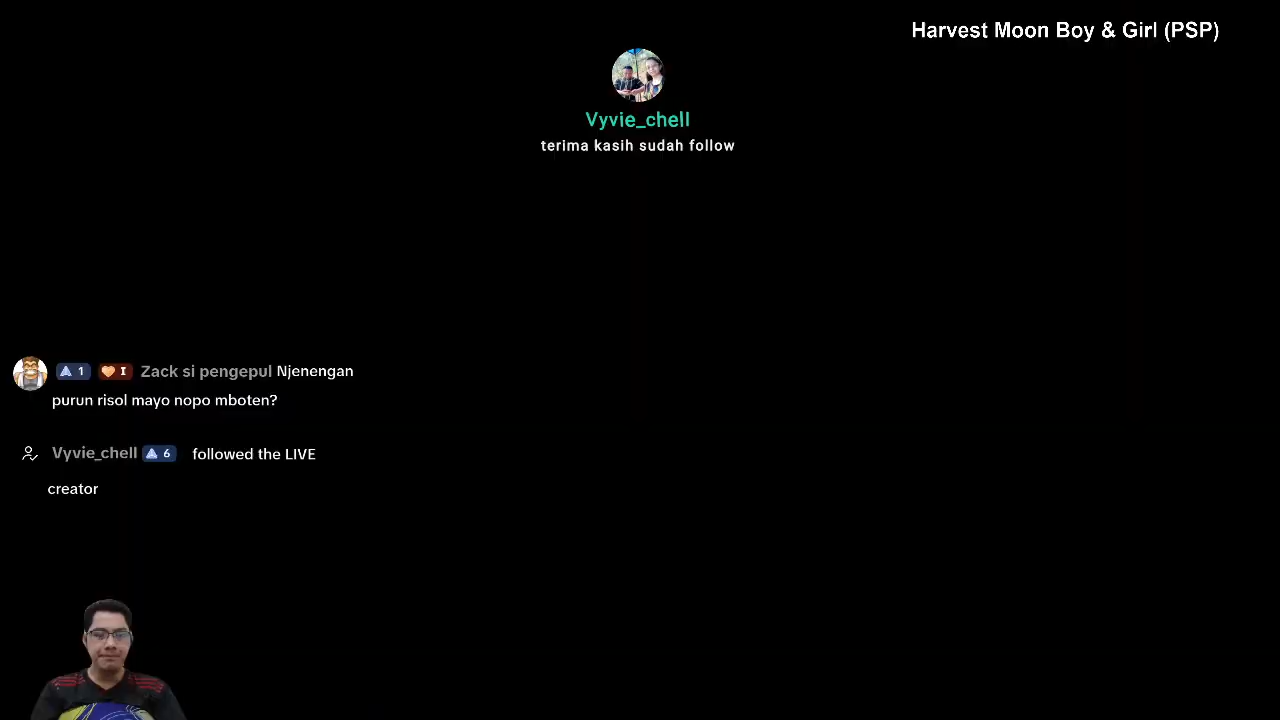 Harvest Moon Boy & Girl (PSP)
Vyvie_chell
terima kasih sudah follow
1 I Zack si pengepul Njenengan
purun risol mayo nopo mboten?
Vyvie_chell 6 followed the LIVE
creator